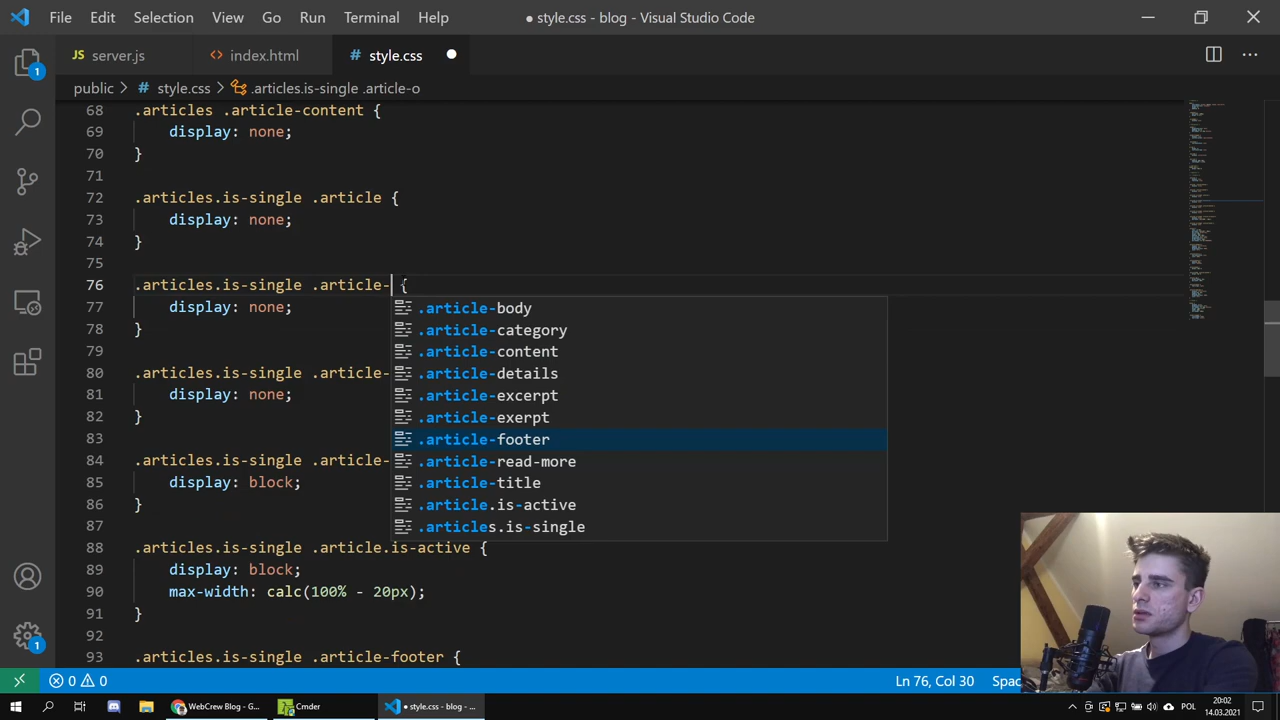 File Edit Selection View Go Run Terminal Help
● style.css - blog - Visual Studio Code
JS server.js
<> index.html
# style.css
public > # style.css > .articles.is-single .article-o
68 .articles .article-content {
69 display: none;
70 }
71
72 .articles.is-single .article {
73 display: none;
74 }
75
76 .articles.is-single .article- {
77 display: none;
78 }
79
80 .articles.is-single .article-
81 display: none;
82 }
83
84 .articles.is-single .article-
85 display: block;
86 }
87
88 .articles.is-single .article.is-active {
89 display: block;
90 max-width: calc(100% - 20px);
91 }
92
93 .articles.is-single .article-footer {
.article-body
.article-category
.article-content
.article-details
.article-excerpt
.article-exerpt
.article-footer
.article-read-more
.article-title
.article.is-active
.articles.is-single
1
1
0 0
Ln 76, Col 30
Spac
WebCrew Blog - G...
Cmder
● style.css - blog - V...
POL
20:02
14.03.2021